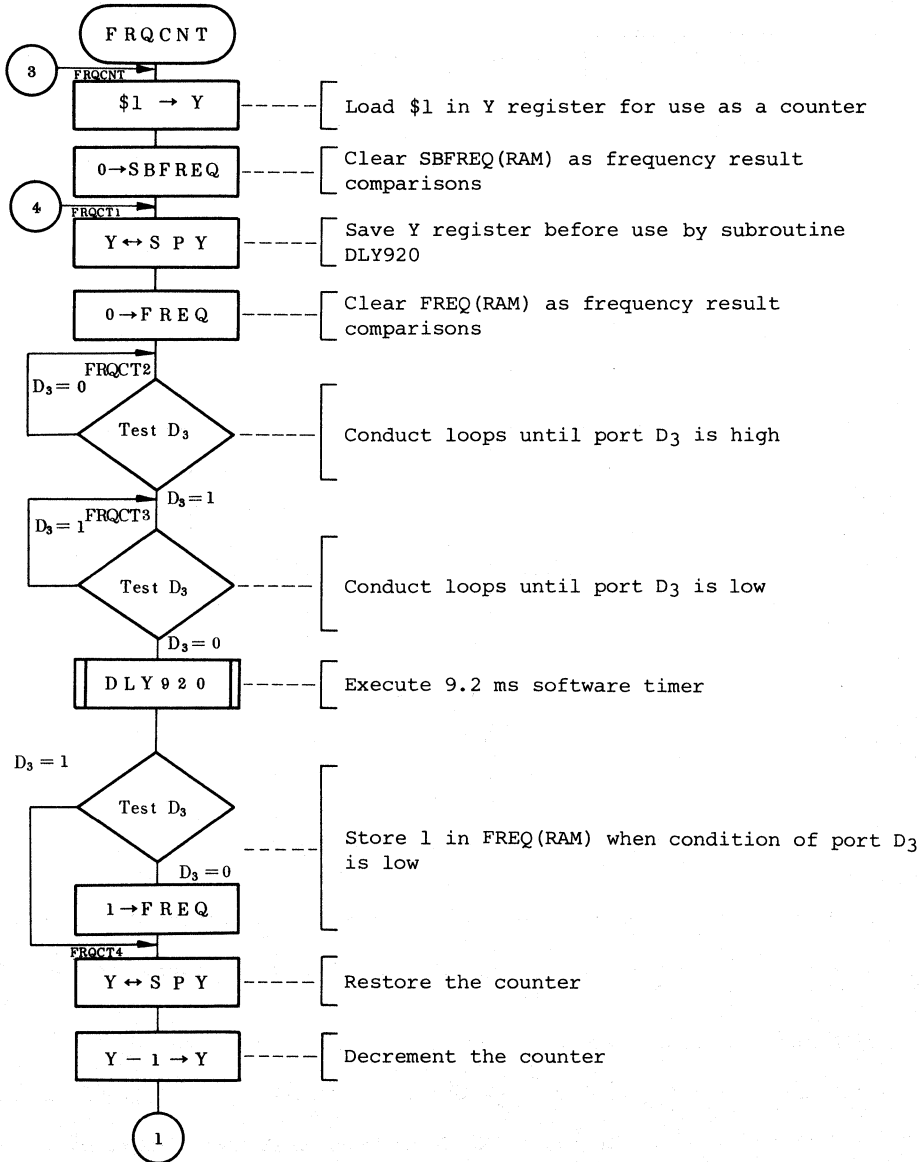 FRQCNT
3
FRQCNT
$1 → Y
Load $1 in Y register for use as a counter
0→SBFREQ
Clear SBFREQ(RAM) as frequency result
comparisons
4
FRQCT1
Y ↔ S P Y
Save Y register before use by subroutine
DLY920
0→FREQ
Clear FREQ(RAM) as frequency result
comparisons
FRQCT2
D3 = 0
Test D3
Conduct loops until port D3 is high
D3 = 1
FRQCT3
D3 = 1
Test D3
Conduct loops until port D3 is low
D3 = 0
DLY920
Execute 9.2 ms software timer
D3 = 1
Test D3
Store 1 in FREQ(RAM) when condition of port D3
is low
D3 = 0
1→FREQ
FRQCT4
Y ↔ S P Y
Restore the counter
Y − 1 → Y
Decrement the counter
1